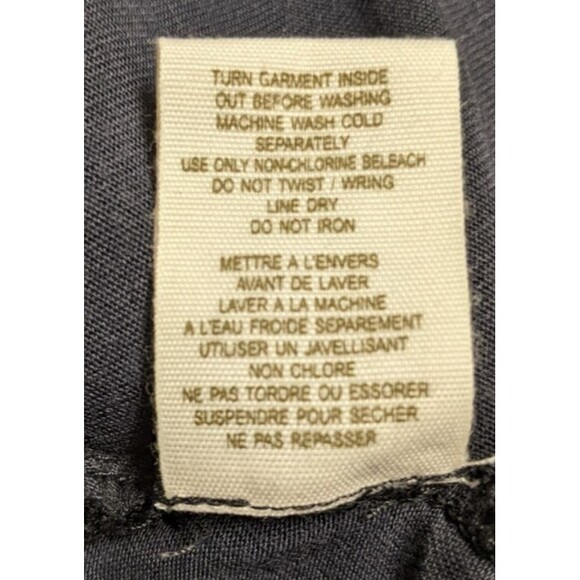 TURN GARMENT INSIDE
OUT BEFORE WASHING
MACHINE WASH COLD
SEPARATELY
USE ONLY NON-CHLORINE BELEACH
DO NOT TWIST / WRING
LINE DRY
DO NOT IRON
METTRE A L'ENVERS
AVANT DE LAVER
LAVER A LA MACHINE
A L'EAU FROIDE SEPAREMENT
UTILISER UN JAVELLISANT
NON CHLORE
NE PAS TORDRE OU ESSORER
SUSPENDRE POUR SECHER
NE PAS REPASSER